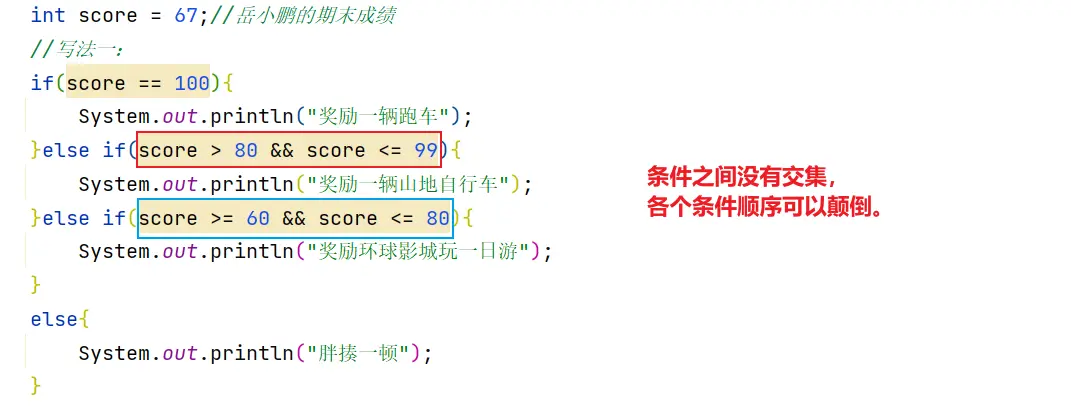 int score = 67;//岳小鹏的期末成绩
//写法一：
if(score == 100){
    System.out.println("奖励一辆跑车");
}else if(score > 80 && score <= 99){
    System.out.println("奖励一辆山地自行车");
}else if(score >= 60 && score <= 80){
    System.out.println("奖励环球影城玩一日游");
}
else{
    System.out.println("胖揍一顿");
}
条件之间没有交集，
各个条件顺序可以颠倒。